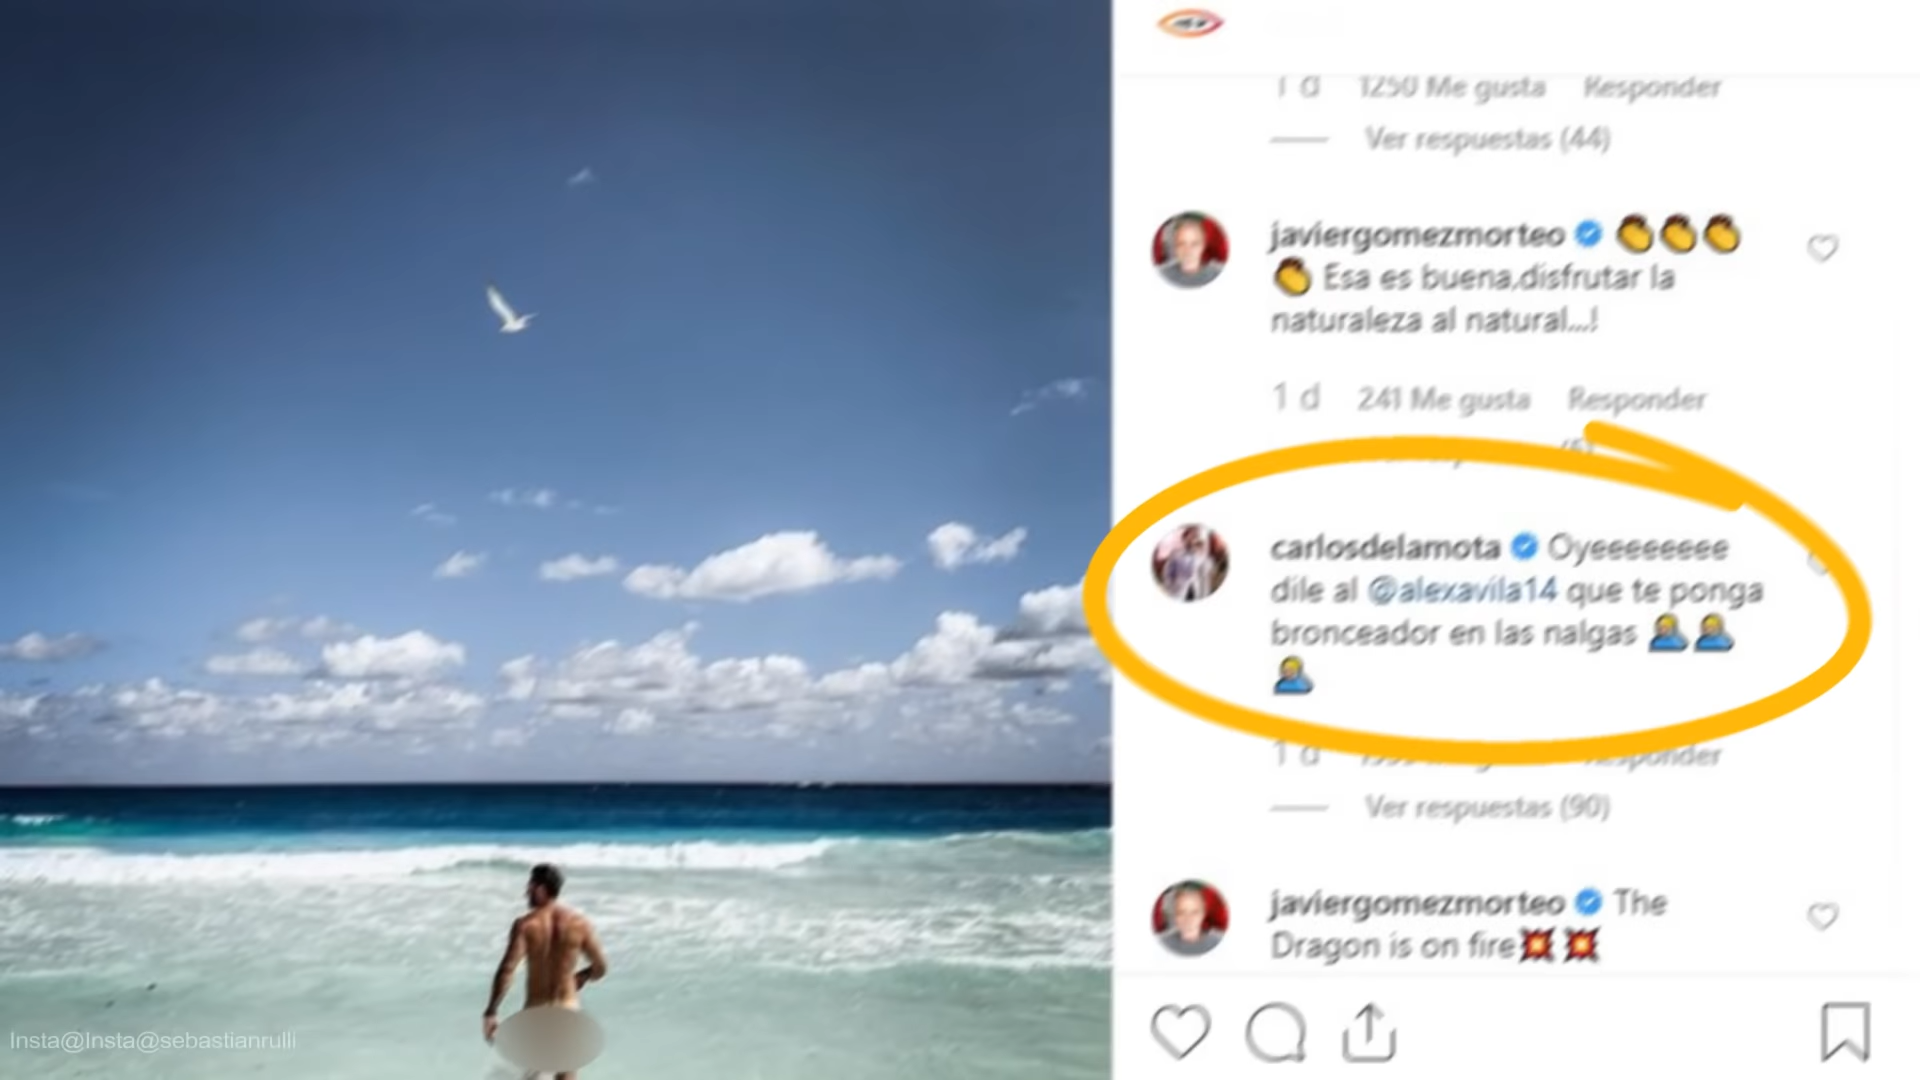 1 d 1250 Me gusta Responder
Ver respuestas (44)
javiergomezmorteo 👏👏👏
👏 Esa es buena,disfrutar la
naturaleza al natural...!
1 d 241 Me gusta Responder
carlosdelamota Oyeeeeeeee
dile al @alexavila14 que te ponga
bronceador en las nalgas 🤦🤦
🤦
1 d
Ver respuestas (90)
javiergomezmorteo The
Dragon is on fire💥💥
Insta@Insta@sebastianrulli